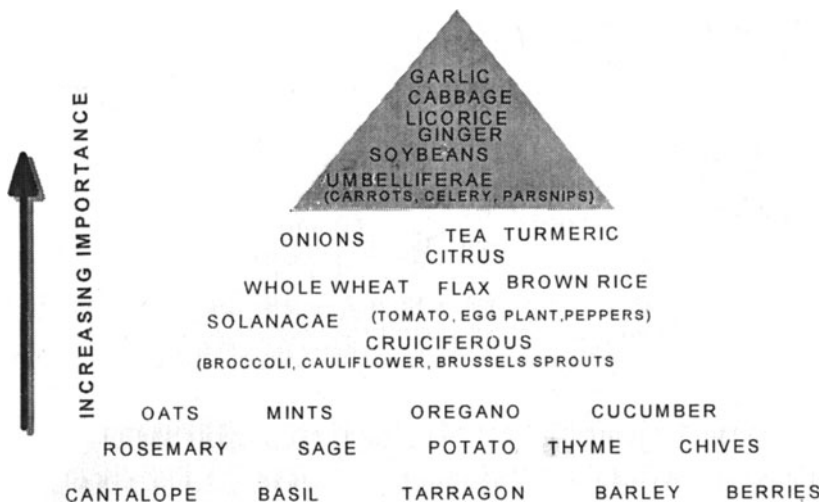 GARLIC
CABBAGE
LICORICE
GINGER
SOYBEANS
UMBELLIFERAE
(CARROTS, CELERY, PARSNIPS)
ONIONS TEA TURMERIC
CITRUS
WHOLE WHEAT FLAX BROWN RICE
SOLANACAE (TOMATO, EGG PLANT,PEPPERS)
CRUICIFEROUS
(BROCCOLI, CAULIFLOWER, BRUSSELS SPROUTS
OATS MINTS OREGANO CUCUMBER
ROSEMARY SAGE POTATO THYME CHIVES
CANTALOPE BASIL TARRAGON BARLEY BERRIES
INCREASING IMPORTANCE